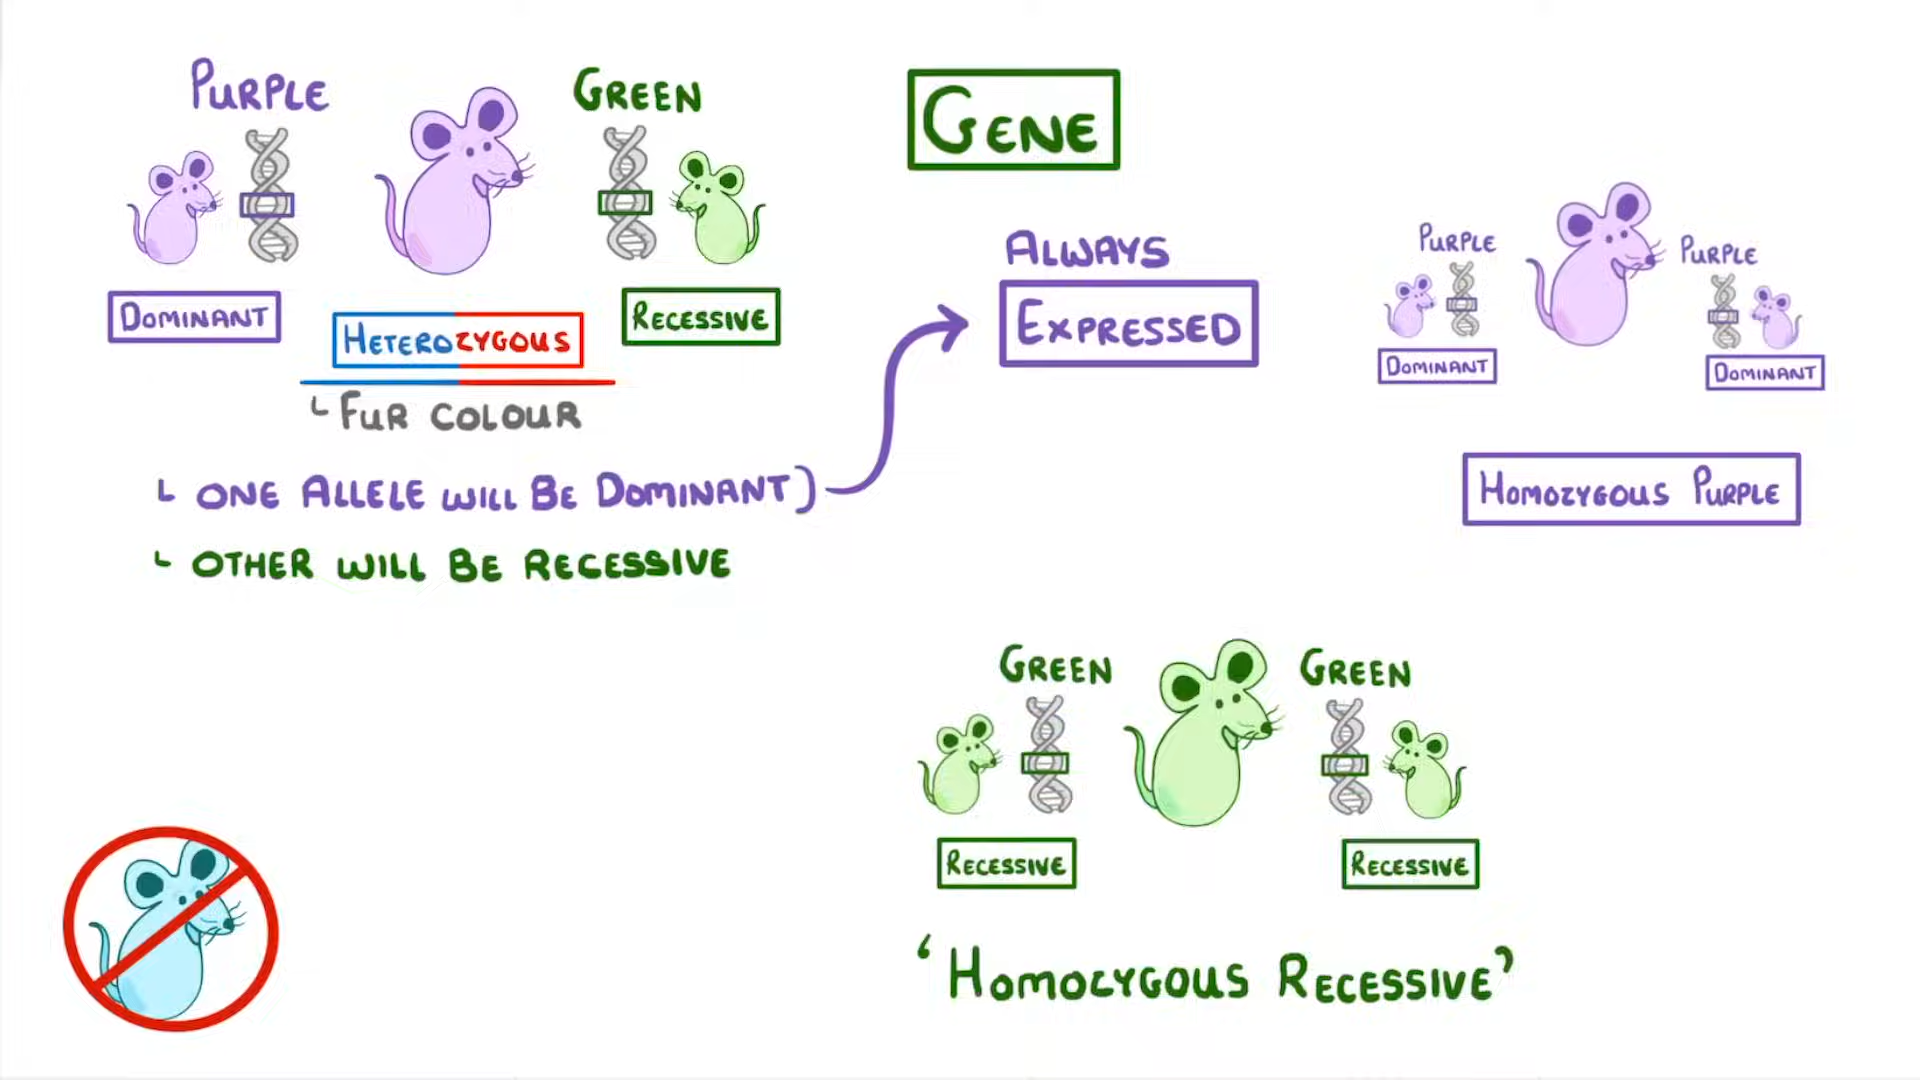 PURPLE
GREEN
DOMINANT
HETEROZYGOUS
RECESSIVE
FUR COLOUR
ONE ALLELE WILL BE DOMINANT)
OTHER WILL BE RECESSIVE
GENE
ALWAYS
EXPRESSED
PURPLE
PURPLE
DOMINANT
DOMINANT
HOMOZYGOUS PURPLE
GREEN
GREEN
RECESSIVE
RECESSIVE
‘HOMOZYGOUS RECESSIVE’